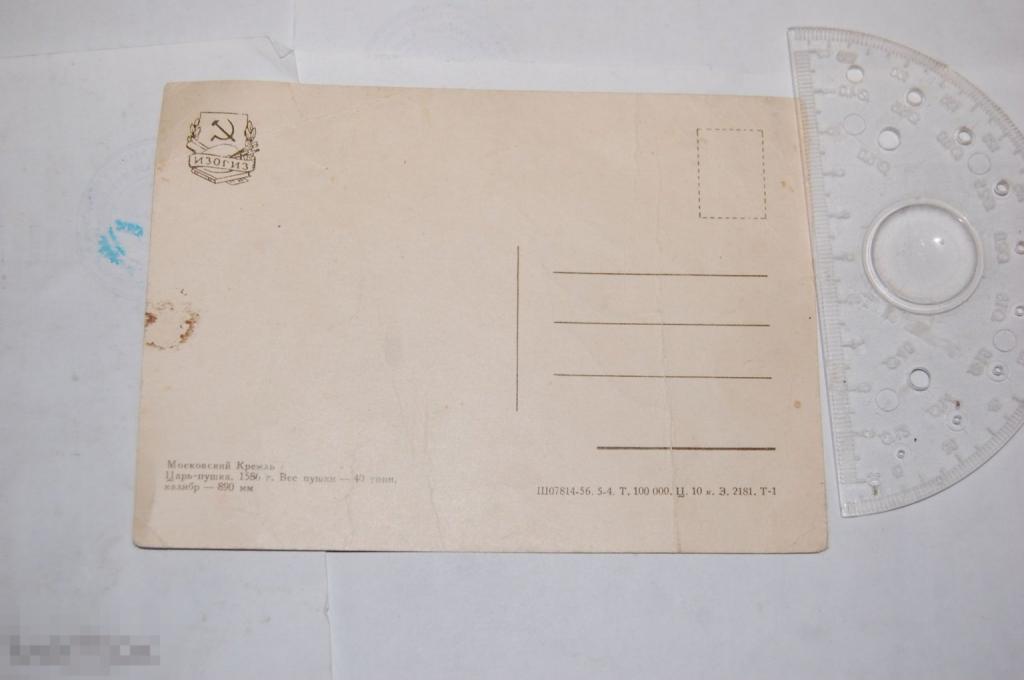 ИЗОГИЗ
Московский Кремль
Царь-пушка. 1586 г. Вес пушки — 40 тонн,
калибр — 890 мм
Ш07814-56. 5-4. Т. 100 000. Ц. 10 к. Э. 2181. Т-1